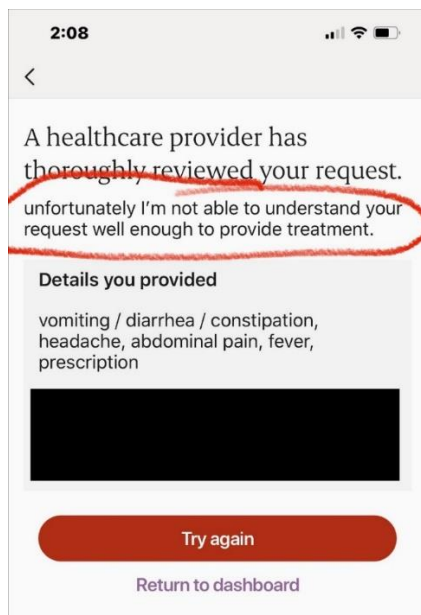 2:08
A healthcare provider has
thoroughly reviewed your request.
unfortunately I'm not able to understand your
request well enough to provide treatment.
Details you provided
vomiting / diarrhea / constipation,
headache, abdominal pain, fever,
prescription
Try again
Return to dashboard